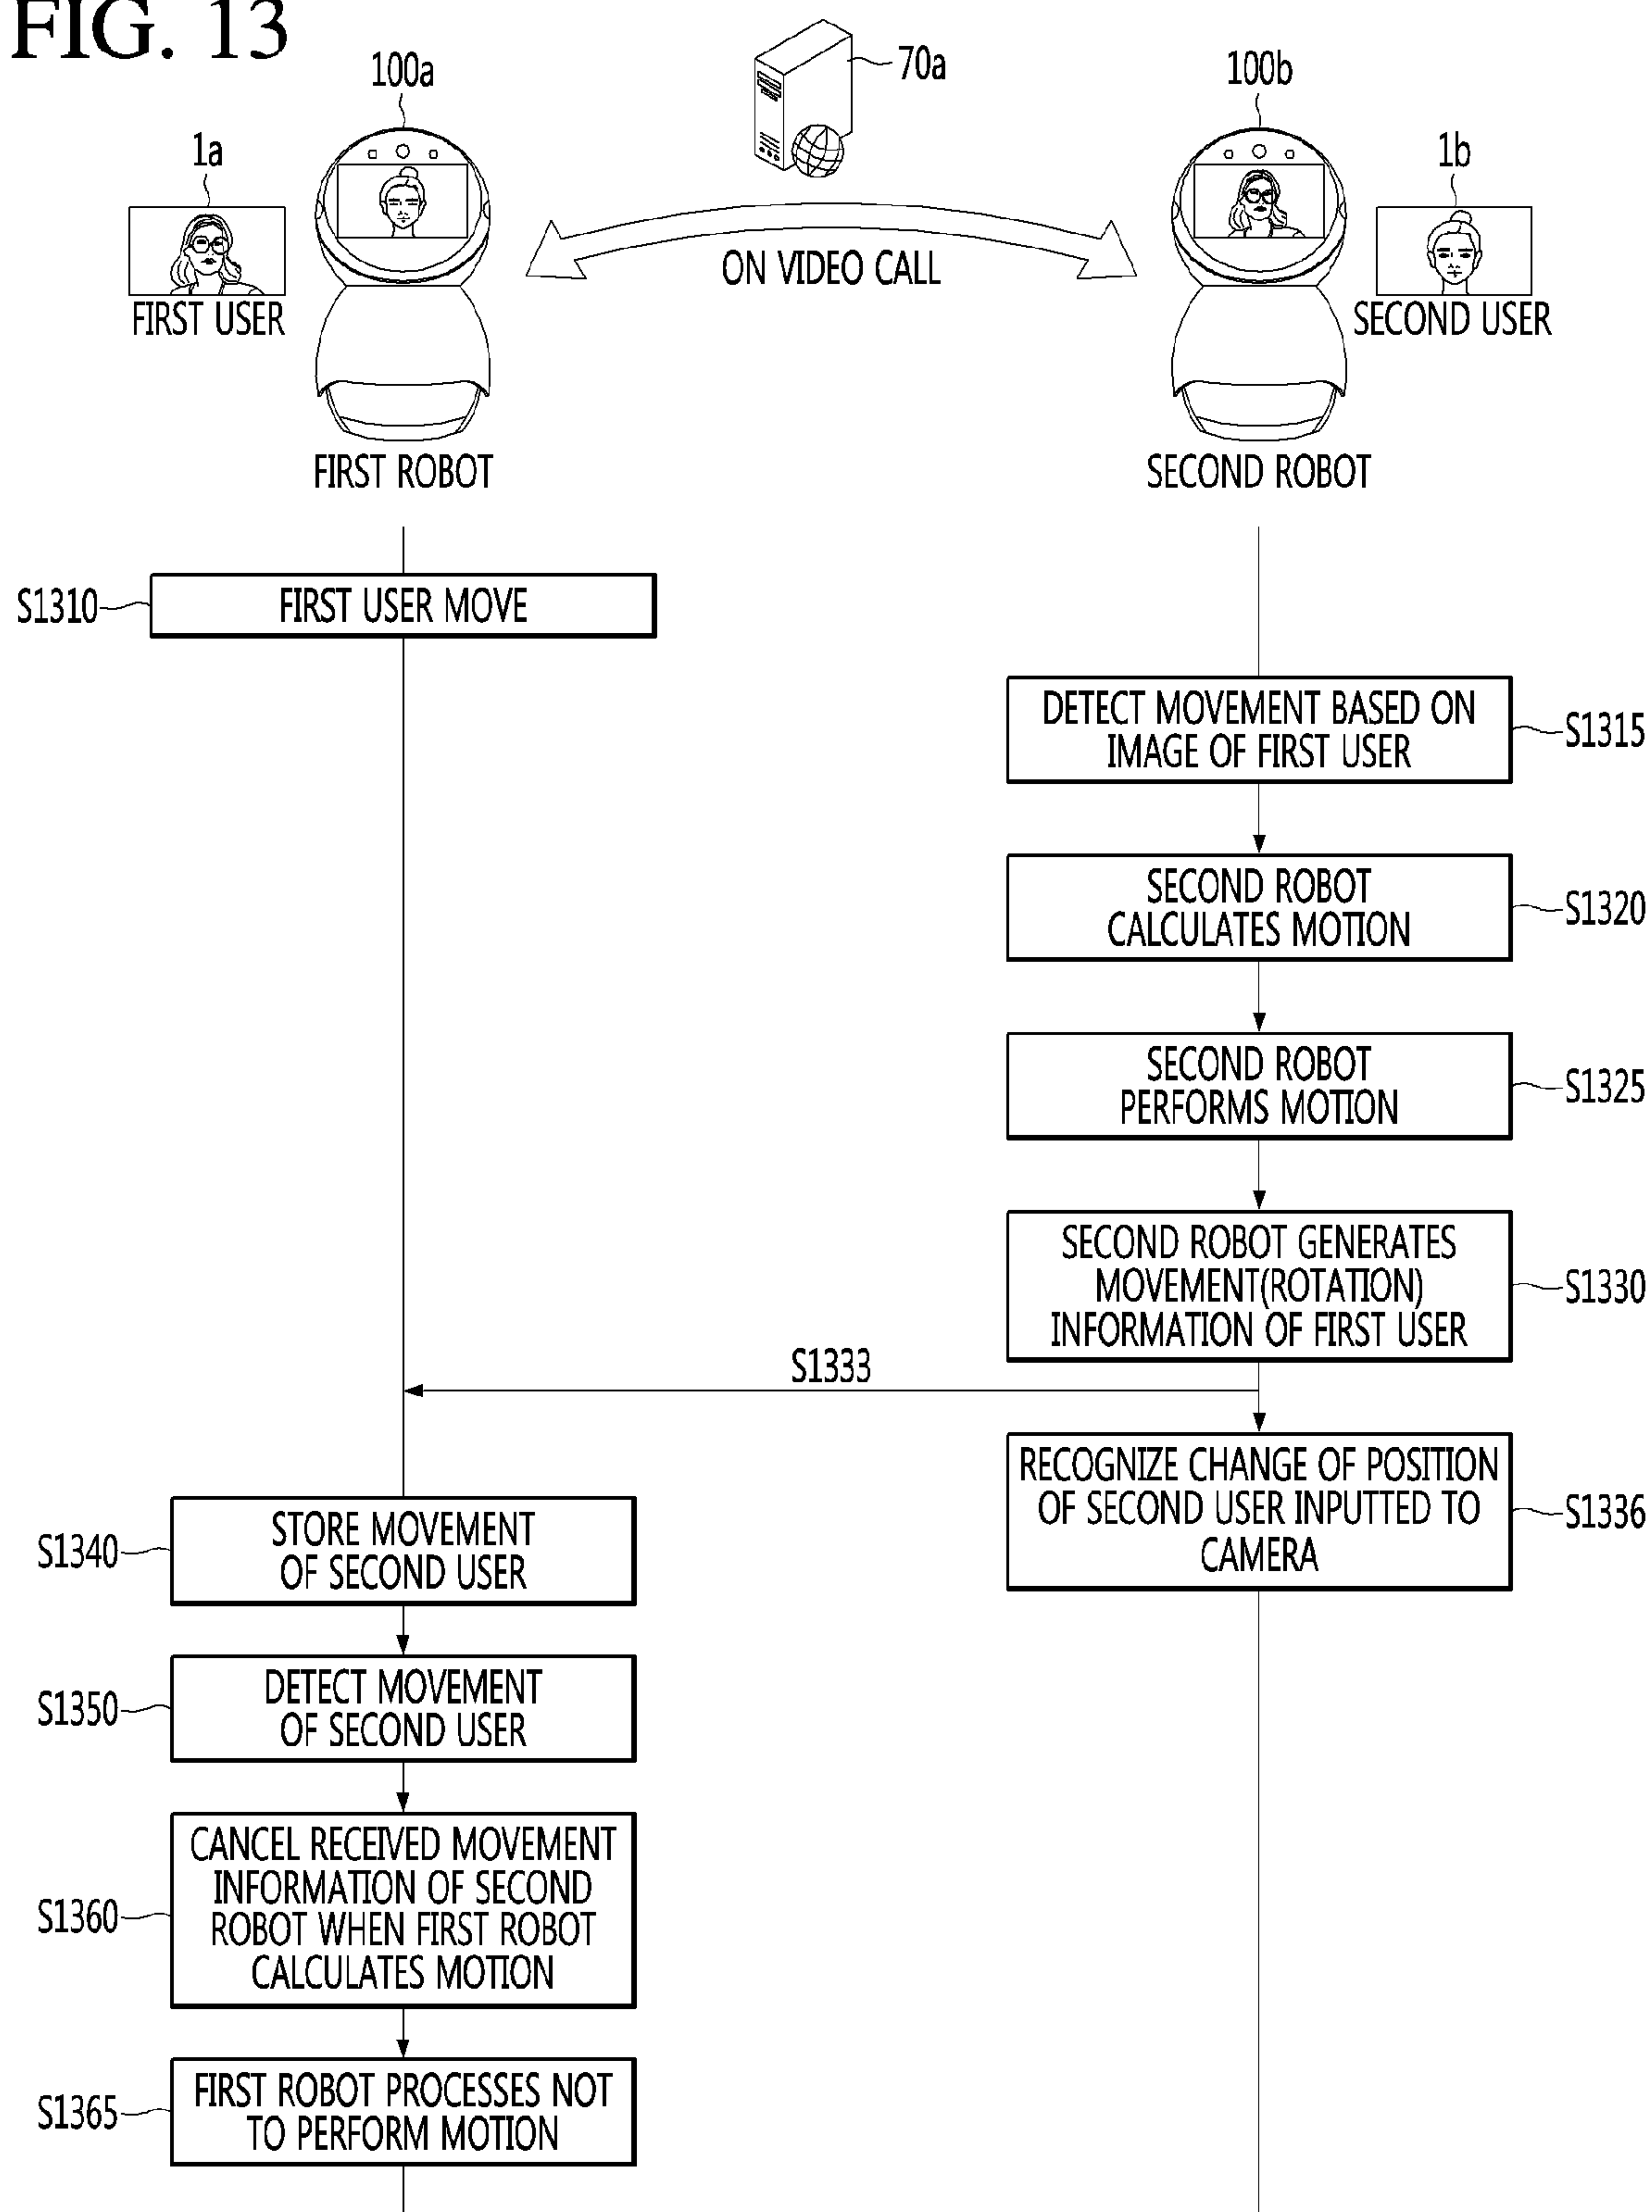 FIG. 13
100a
70a
100b
1a
1b
ON VIDEO CALL
FIRST USER
SECOND USER
FIRST ROBOT
SECOND ROBOT
S1310
FIRST USER MOVE
DETECT MOVEMENT BASED ON
IMAGE OF FIRST USER
S1315
SECOND ROBOT
CALCULATES MOTION
S1320
SECOND ROBOT
PERFORMS MOTION
S1325
SECOND ROBOT GENERATES
MOVEMENT(ROTATION)
INFORMATION OF FIRST USER
S1330
S1333
RECOGNIZE CHANGE OF POSITION
OF SECOND USER INPUTTED TO
CAMERA
S1336
S1340
STORE MOVEMENT
OF SECOND USER
S1350
DETECT MOVEMENT
OF SECOND USER
S1360
CANCEL RECEIVED MOVEMENT
INFORMATION OF SECOND
ROBOT WHEN FIRST ROBOT
CALCULATES MOTION
S1365
FIRST ROBOT PROCESSES NOT
TO PERFORM MOTION